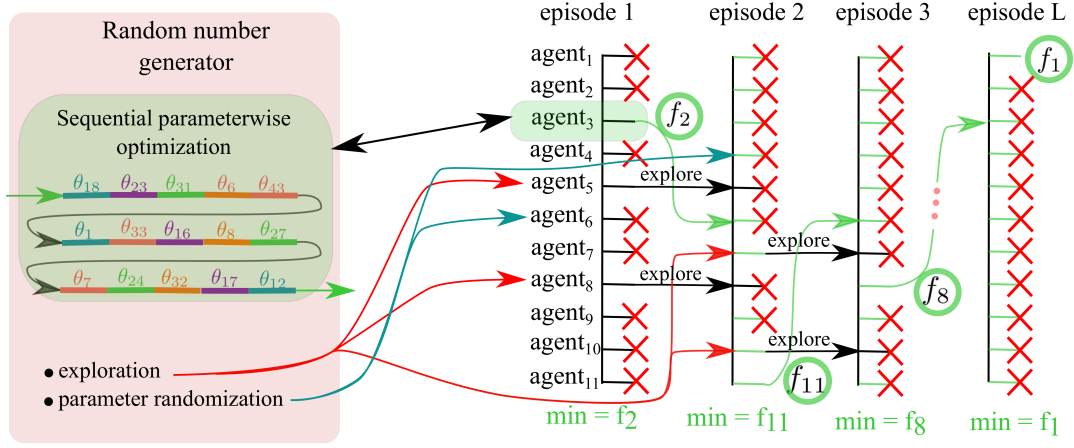 Random number
generator
Sequential parameterwise
optimization
θ18 θ23 θ31 θ6 θ43
θ1 θ33 θ16 θ8 θ27
θ7 θ24 θ32 θ17 θ12
• exploration
• parameter randomization
episode 1
agent1
agent2
agent3
agent4
agent5
agent6
agent7
agent8
agent9
agent10
agent11
explore
explore
f2
min = f2
episode 2
explore
explore
f11
min = f11
episode 3
f8
min = f8
episode L
f1
min = f1